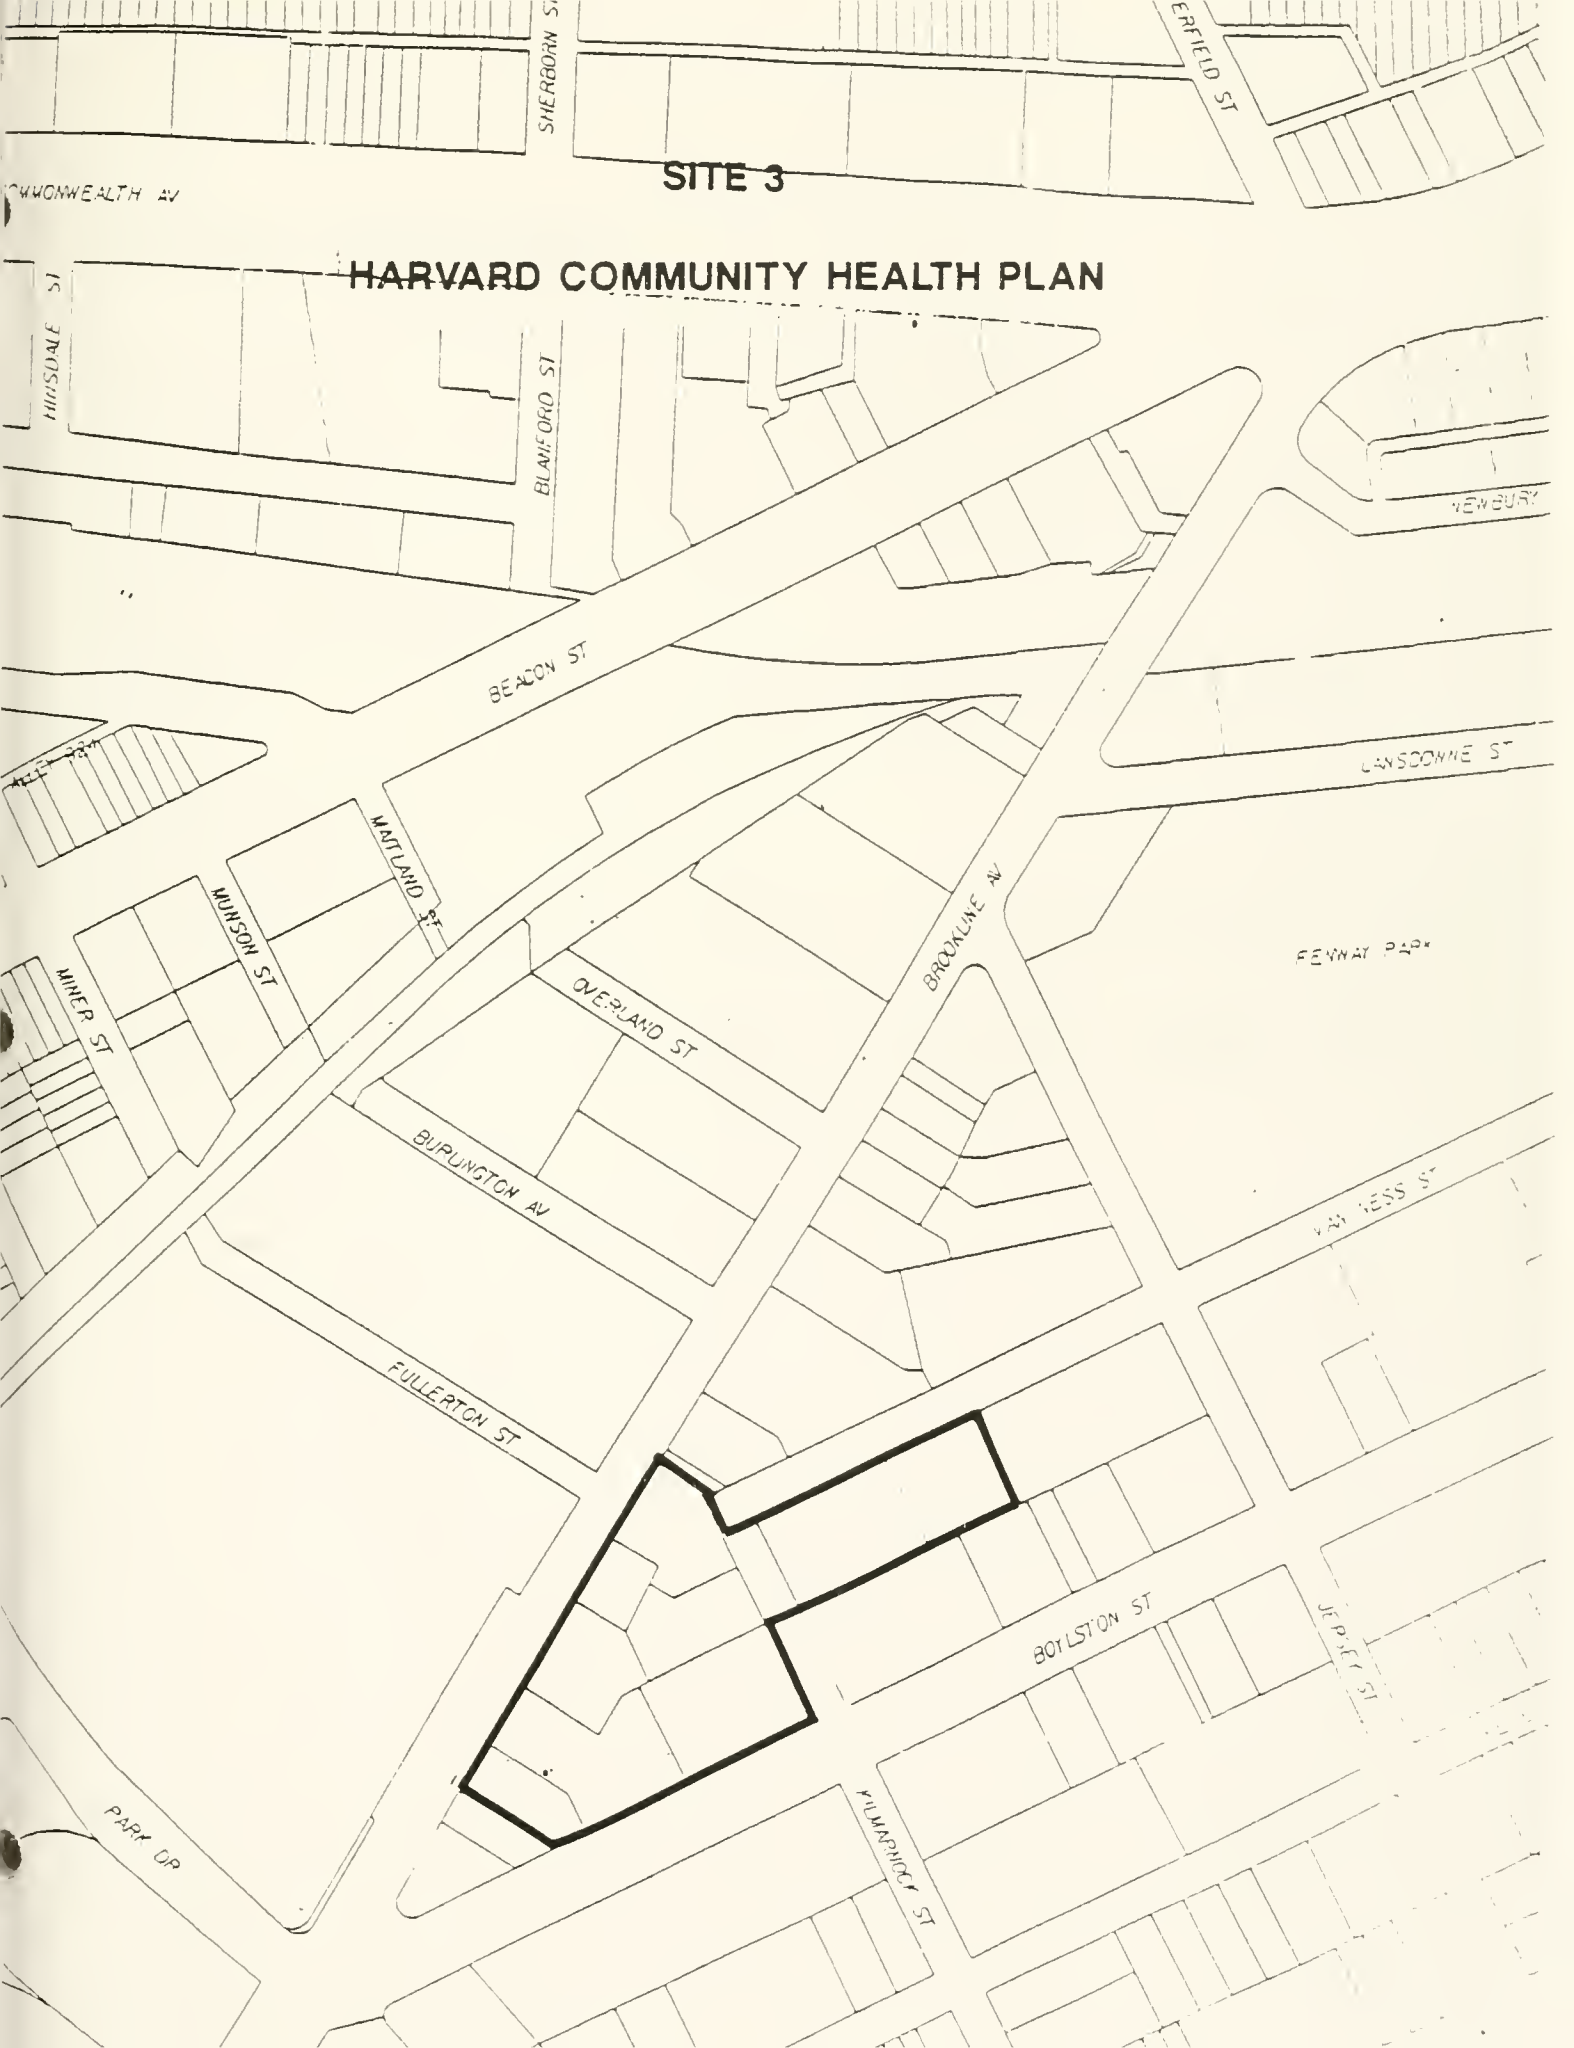 SHERBORN ST
ERFIELD ST
SITE 3
OMMONWEALTH AV
HARVARD COMMUNITY HEALTH PLAN
HINSDALE ST
BLANFORD ST
NEWBURY
BEACON ST
LANSDOWNE ST
MAITLAND ST
MUNSON ST
BROOKLINE AV
FENWAY PARK
MINER ST
OVERLAND ST
BURLINGTON AV
VAN NESS ST
FULLERTON ST
BOYLSTON ST
JERSEY ST
PARK DR
KILMARNOCK ST